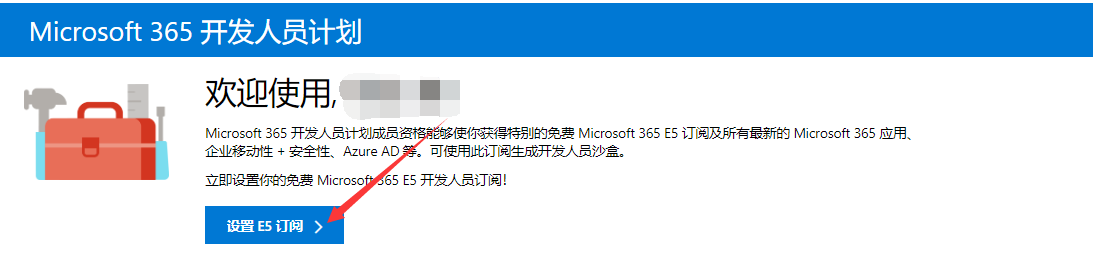 Microsoft 365 开发人员计划
欢迎使用,
Microsoft 365 开发人员计划成员资格能够使你获得特别的免费 Microsoft 365 E5 订阅及所有最新的 Microsoft 365 应用、
企业移动性 + 安全性、Azure AD 等。可使用此订阅生成开发人员沙盒。
立即设置你的免费 Microsoft 365 E5 开发人员订阅!
设置 E5 订阅